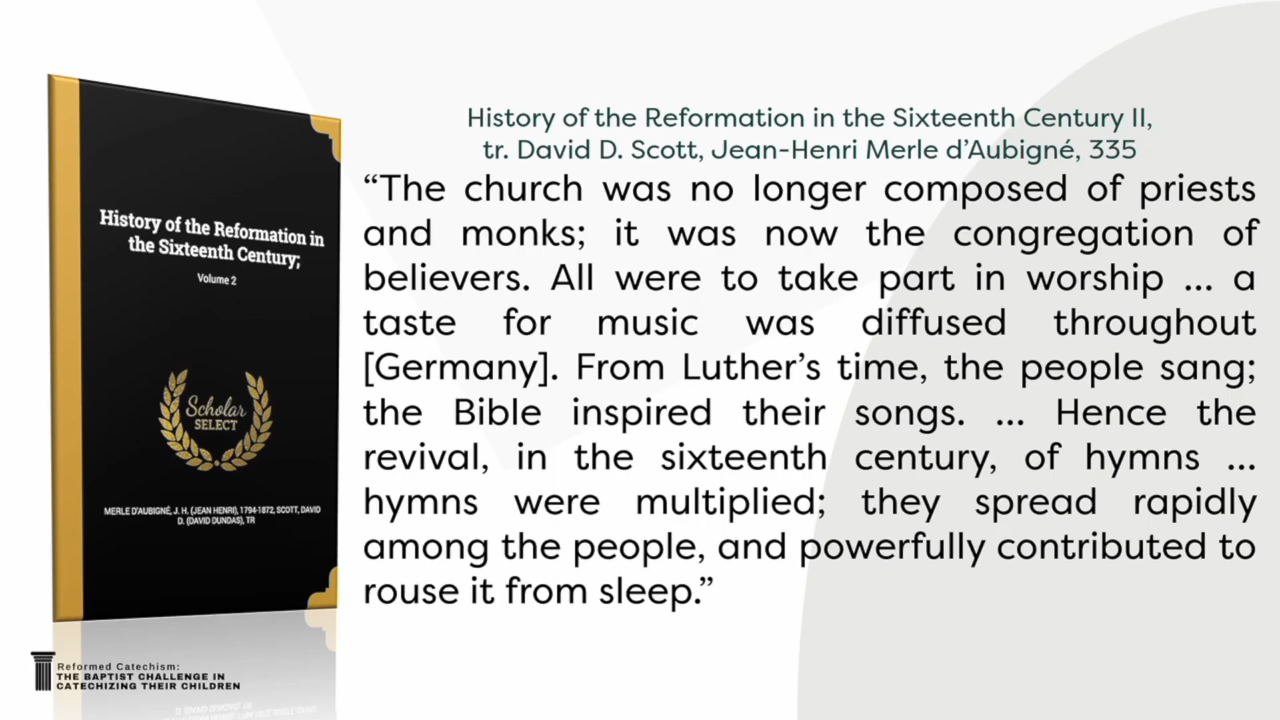 History of the Reformation in the Sixteenth Century II,
tr. David D. Scott, Jean-Henri Merle d’Aubigné, 335
“The church was no longer composed of priests
and monks; it was now the congregation of
believers. All were to take part in worship ... a
taste for music was diffused throughout
[Germany]. From Luther’s time, the people sang;
the Bible inspired their songs. ... Hence the
revival, in the sixteenth century, of hymns ...
hymns were multiplied; they spread rapidly
among the people, and powerfully contributed to
rouse it from sleep.”
History of the Reformation in
the Sixteenth Century;
Volume 2
Scholar
SELECT
MERLE D'AUBIGNÉ, J. H. (JEAN HENRI), 1794-1872, SCOTT, DAVID
D. (DAVID DUNDAS), TR
Reformed Catechism:
THE BAPTIST CHALLENGE IN
CATECHIZING THEIR CHILDREN